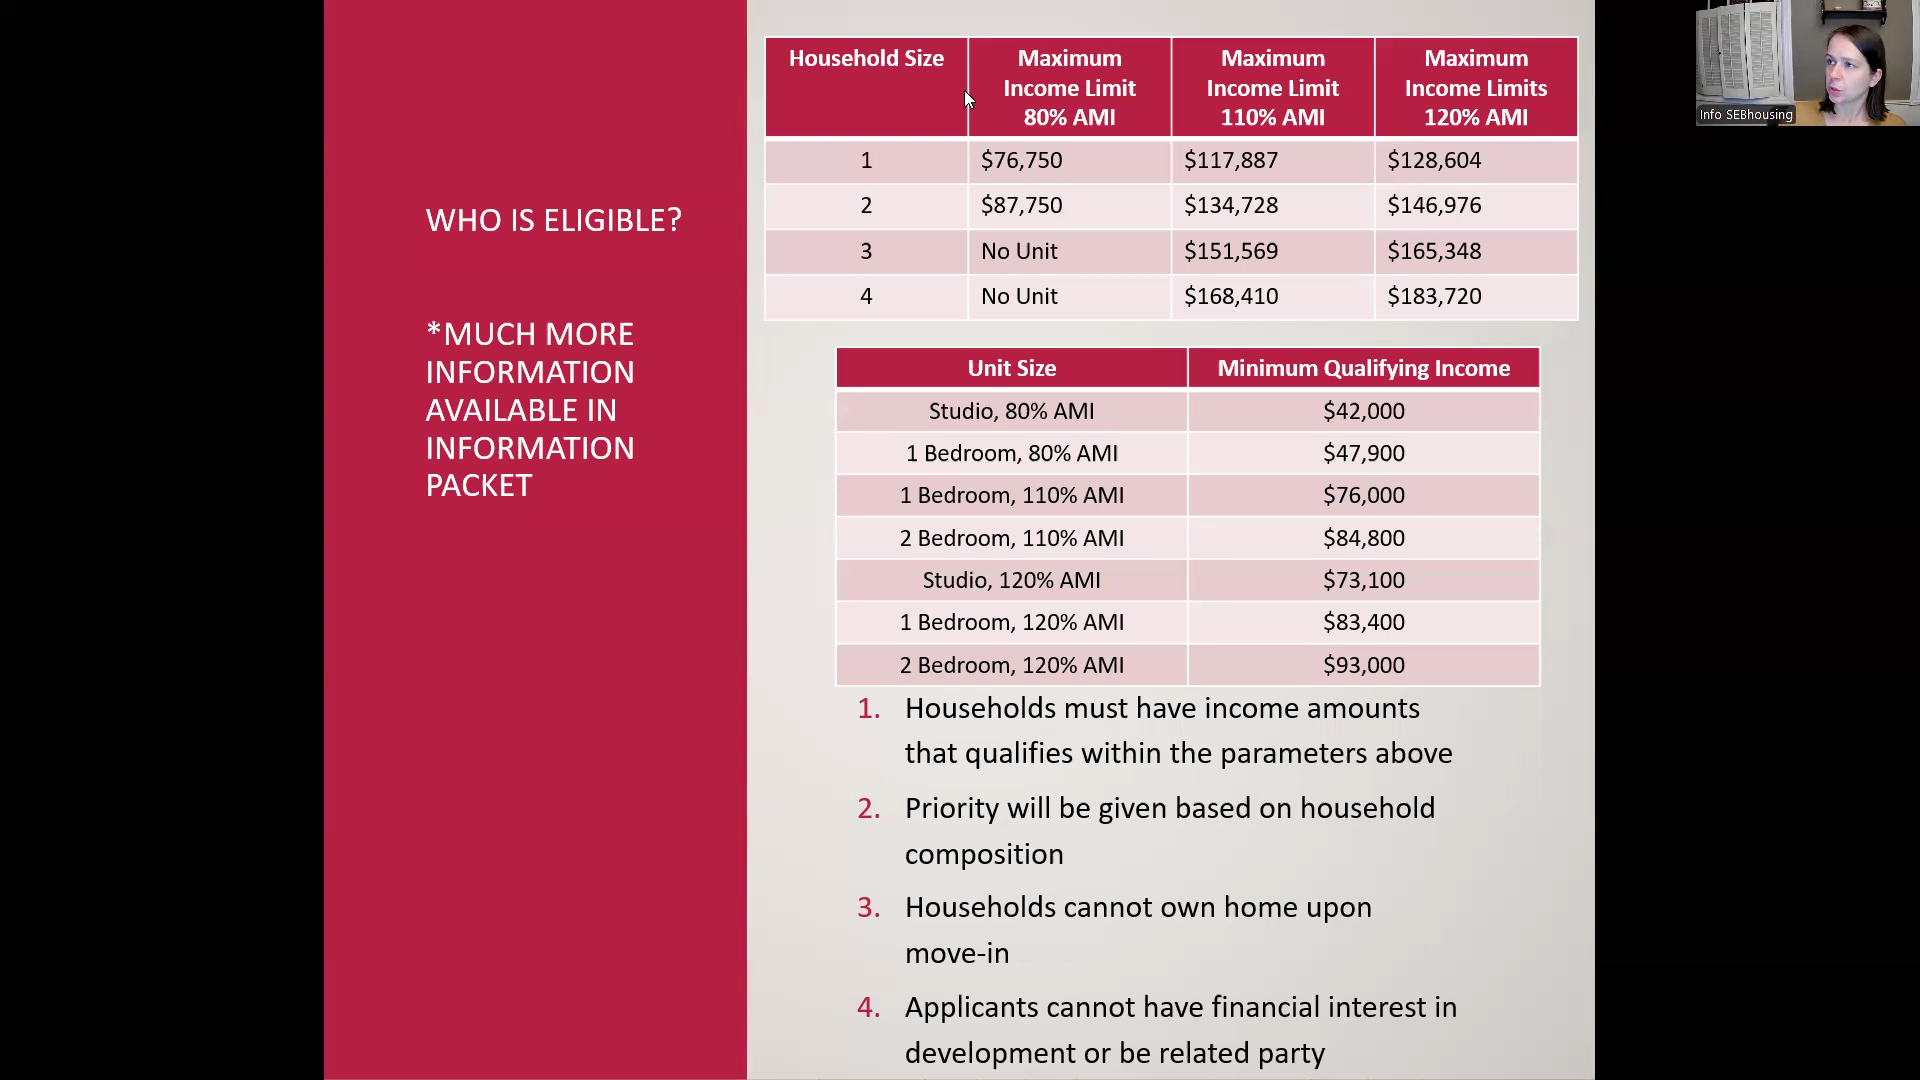 WHO IS ELIGIBLE?
*MUCH MORE
INFORMATION
AVAILABLE IN
INFORMATION
PACKET
Household Size Maximum Income Limit 80% AMI Maximum Income Limit 110% AMI Maximum Income Limits 120% AMI
1 $76,750 $117,887 $128,604
2 $87,750 $134,728 $146,976
3 No Unit $151,569 $165,348
4 No Unit $168,410 $183,720
Unit Size Minimum Qualifying Income
Studio, 80% AMI $42,000
1 Bedroom, 80% AMI $47,900
1 Bedroom, 110% AMI $76,000
2 Bedroom, 110% AMI $84,800
Studio, 120% AMI $73,100
1 Bedroom, 120% AMI $83,400
2 Bedroom, 120% AMI $93,000
1. Households must have income amounts
that qualifies within the parameters above
2. Priority will be given based on household
composition
3. Households cannot own home upon
move-in
4. Applicants cannot have financial interest in
development or be related party
Info SEBhousing